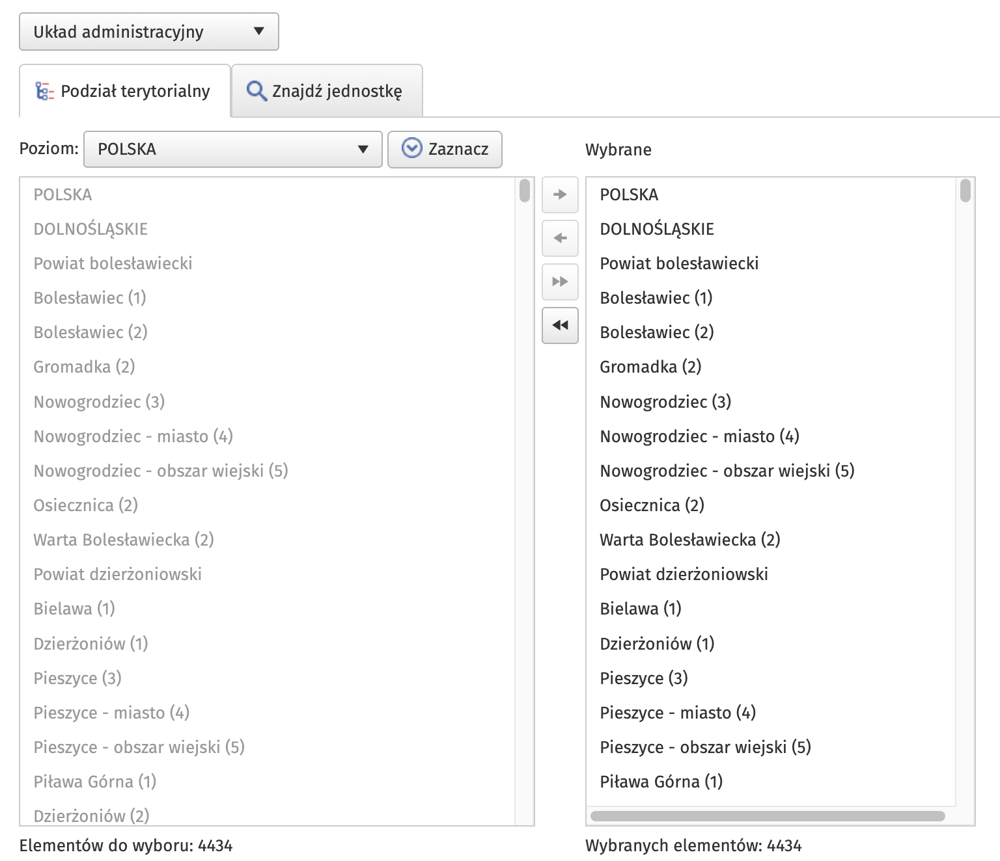 Układ administracyjny
Podział terytorialny
Znajdź jednostkę
Poziom: POLSKA
Zaznacz
Wybrane
POLSKA
DOLNOŚLĄSKIE
Powiat bolesławiecki
Bolesławiec (1)
Bolesławiec (2)
Gromadka (2)
Nowogrodziec (3)
Nowogrodziec - miasto (4)
Nowogrodziec - obszar wiejski (5)
Osiecznica (2)
Warta Bolesławiecka (2)
Powiat dzierżoniowski
Bielawa (1)
Dzierżoniów (1)
Pieszyce (3)
Pieszyce - miasto (4)
Pieszyce - obszar wiejski (5)
Piława Górna (1)
Dzierżoniów (2)
Elementów do wyboru: 4434
POLSKA
DOLNOŚLĄSKIE
Powiat bolesławiecki
Bolesławiec (1)
Bolesławiec (2)
Gromadka (2)
Nowogrodziec (3)
Nowogrodziec - miasto (4)
Nowogrodziec - obszar wiejski (5)
Osiecznica (2)
Warta Bolesławiecka (2)
Powiat dzierżoniowski
Bielawa (1)
Dzierżoniów (1)
Pieszyce (3)
Pieszyce - miasto (4)
Pieszyce - obszar wiejski (5)
Piława Górna (1)
Wybranych elementów: 4434